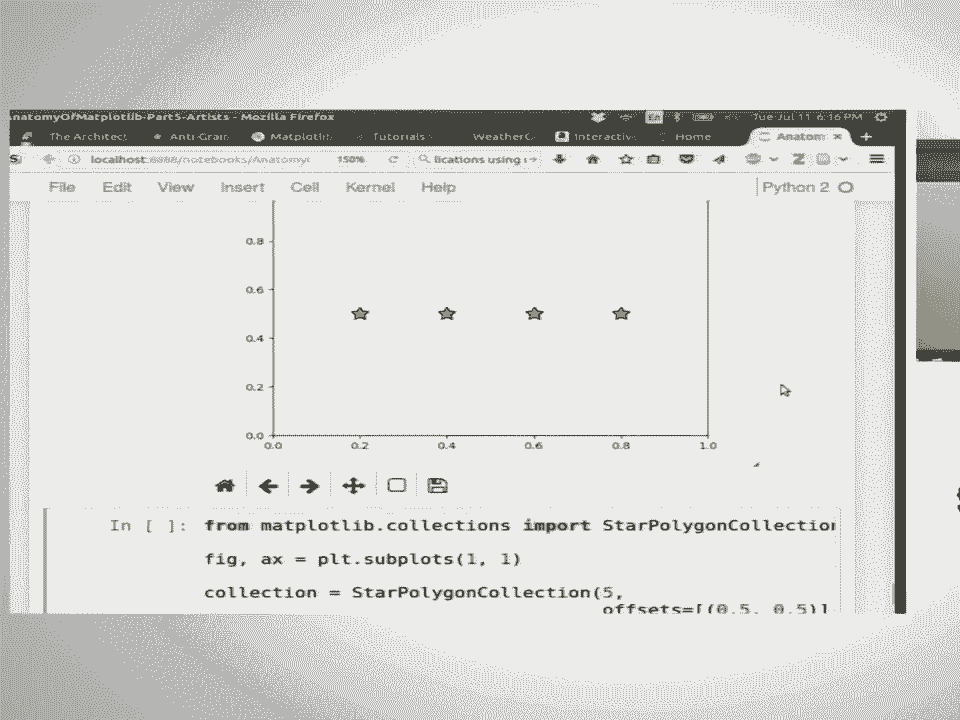 AnatomyOfMatplotlib-Part5-Artists - Mozilla Firefox
En
Tue Jul 11 6:16 PM
The Architect
Anti-Grain
Matplotlib
Tutorials
WeatherC
Interactiv
Home
Anatom
localhost:8888/notebooks/Anatomy
150%
lications using
File Edit View Insert Cell Kernel Help
Python 2
0.8
0.6
0.4
0.2
0.0
0.0 0.2 0.4 0.6 0.8 1.0
In [ ]: from matplotlib.collections import StarPolygonCollection
fig, ax = plt.subplots(1, 1)
collection = StarPolygonCollection(5,
offsets=[(0.5, 0.5)]